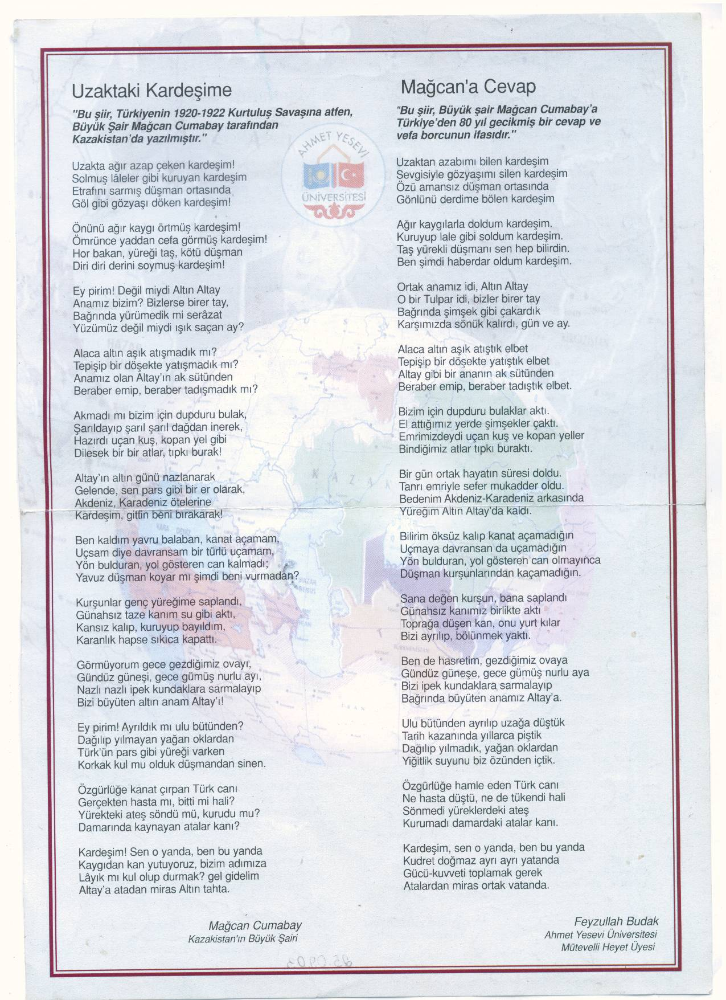 Uzaktaki Kardeşime
"Bu şiir, Türkiyenin 1920-1922 Kurtuluş Savaşına atfen,
Büyük Şair Mağcan Cumabay tarafından
Kazakistan'da yazılmıştır."
Uzakta ağır azap çeken kardeşim!
Solmuş lâleler gibi kuruyan kardeşim
Etrafını sarmış düşman ortasında
Göl gibi gözyaşı döken kardeşim!
Önünü ağır kaygı örtmüş kardeşim!
Ömrünce yaddan cefa görmüş kardeşim!
Hor bakan, yüreği taş, kötü düşman
Diri diri derini soymuş kardeşim!
Ey pirim! Değil miydi Altın Altay
Anamız bizim? Bizlerse birer tay,
Bağrında yürümedik mi serâzat
Yüzümüz değil miydi ışık saçan ay?
Alaca altın aşık atışmadık mı?
Tepişip bir döşekte yatışmadık mı?
Anamız olan Altay'ın ak sütünden
Beraber emip, beraber tadışmadık mı?
Akmadı mı bizim için dupduru bulak,
Şarıldayıp şarıl şarıl dağdan inerek,
Hazırdı uçan kuş, kopan yel gibi
Dilesek bir bir atlar, tıpkı burak!
Altay'ın altın günü nazlanarak
Gelende, sen pars gibi bir er olarak,
Akdeniz, Karadeniz ötelerine
Kardeşim, gittin beni bırakarak!
Ben kaldım yavru balaban, kanat açamam,
Uçsam diye davransam bir türlü uçamam,
Yön bulduran, yol gösteren can kalmadı;
Yavuz düşman koyar mı şimdi beni vurmadan?
Kurşunlar genç yüreğime saplandı,
Günahsız taze kanım su gibi aktı,
Kansız kalıp, kuruyup bayıldım,
Karanlık hapse sıkıca kapattı.
Görmüyorum gece gezdiğimiz ovayı,
Gündüz güneşi, gece gümüş nurlu ayı,
Nazlı nazlı ipek kundaklara sarmalayıp
Bizi büyüten altın anam Altay'ı!
Ey pirim! Ayrıldık mı ulu bütünden?
Dağılıp yılmayan yağan oklardan
Türk'ün pars gibi yüreği varken
Korkak kul mu olduk düşmandan sinen.
Özgürlüğe kanat çırpan Türk canı
Gerçekten hasta mı, bitti mi hali?
Yürekteki ateş söndü mü, kurudu mu?
Damarında kaynayan atalar kanı?
Kardeşim! Sen o yanda, ben bu yanda
Kaygıdan kan yutuyoruz, bizim adımıza
Lâyık mı kul olup durmak? gel gidelim
Altay'a atadan miras Altın tahta.
Mağcan Cumabay
Kazakistan'ın Büyük Şairi
AHMET YESEVİ
ÜNİVERSİTESİ
Mağcan'a Cevap
"Bu şiir, Büyük şair Mağcan Cumabay'a
Türkiye'den 80 yıl gecikmiş bir cevap ve
vefa borcunun ifasıdır."
Uzaktan azabımı bilen kardeşim
Sevgisiyle gözyaşımı silen kardeşim
Özü amansız düşman ortasında
Gönlünü derdime bölen kardeşim
Ağır kaygılarla doldum kardeşim.
Kuruyup lale gibi soldum kardeşim.
Taş yürekli düşmanı sen hep bilirdin.
Ben şimdi haberdar oldum kardeşim.
Ortak anamız idi, Altın Altay
O bir Tulpar idi, bizler birer tay
Bağrında şimşek gibi çakardık
Karşımızda sönük kalırdı, gün ve ay.
Alaca altın aşık atıştık elbet
Tepişip bir döşekte yatıştık elbet
Altay gibi bir ananın ak sütünden
Beraber emip, beraber tadıştık elbet.
Bizim için dupduru bulaklar aktı.
El attığımız yerde şimşekler çaktı.
Emrimizdeydi uçan kuş ve kopan yeller
Bindiğimiz atlar tıpkı buraktı.
Bir gün ortak hayatın süresi doldu.
Tanrı emriyle sefer mukadder oldu.
Bedenim Akdeniz-Karadeniz arkasında
Yüreğim Altın Altay'da kaldı.
Bilirim öksüz kalıp kanat açamadığın
Uçmaya davransan da uçamadığın
Yön bulduran, yol gösteren can olmayınca
Düşman kurşunlarından kaçamadığın.
Sana değen kurşun, bana saplandı
Günahsız kanımız birlikte aktı
Toprağa düşen kan, onu yurt kılar
Bizi ayrılıp, bölünmek yaktı.
Ben de hasretim, gezdiğimiz ovaya
Gündüz güneşe, gece gümüş nurlu aya
Bizi ipek kundaklara sarmalayıp
Bağrında büyüten anamız Altay'a.
Ulu bütünden ayrılıp uzağa düştük
Tarih kazanında yıllarca piştik
Dağılıp yılmadık, yağan oklardan
Yiğitlik suyunu biz özünden içtik.
Özgürlüğe hamle eden Türk canı
Ne hasta düştü, ne de tükendi hali
Sönmedi yüreklerdeki ateş
Kurumadı damardaki atalar kanı.
Kardeşim, sen o yanda, ben bu yanda
Kudret doğmaz ayrı ayrı yatanda
Gücü-kuvveti toplamak gerek
Atalardan miras ortak vatanda.
Feyzullah Budak
Ahmet Yesevi Üniversitesi
Mütevelli Heyet Üyesi